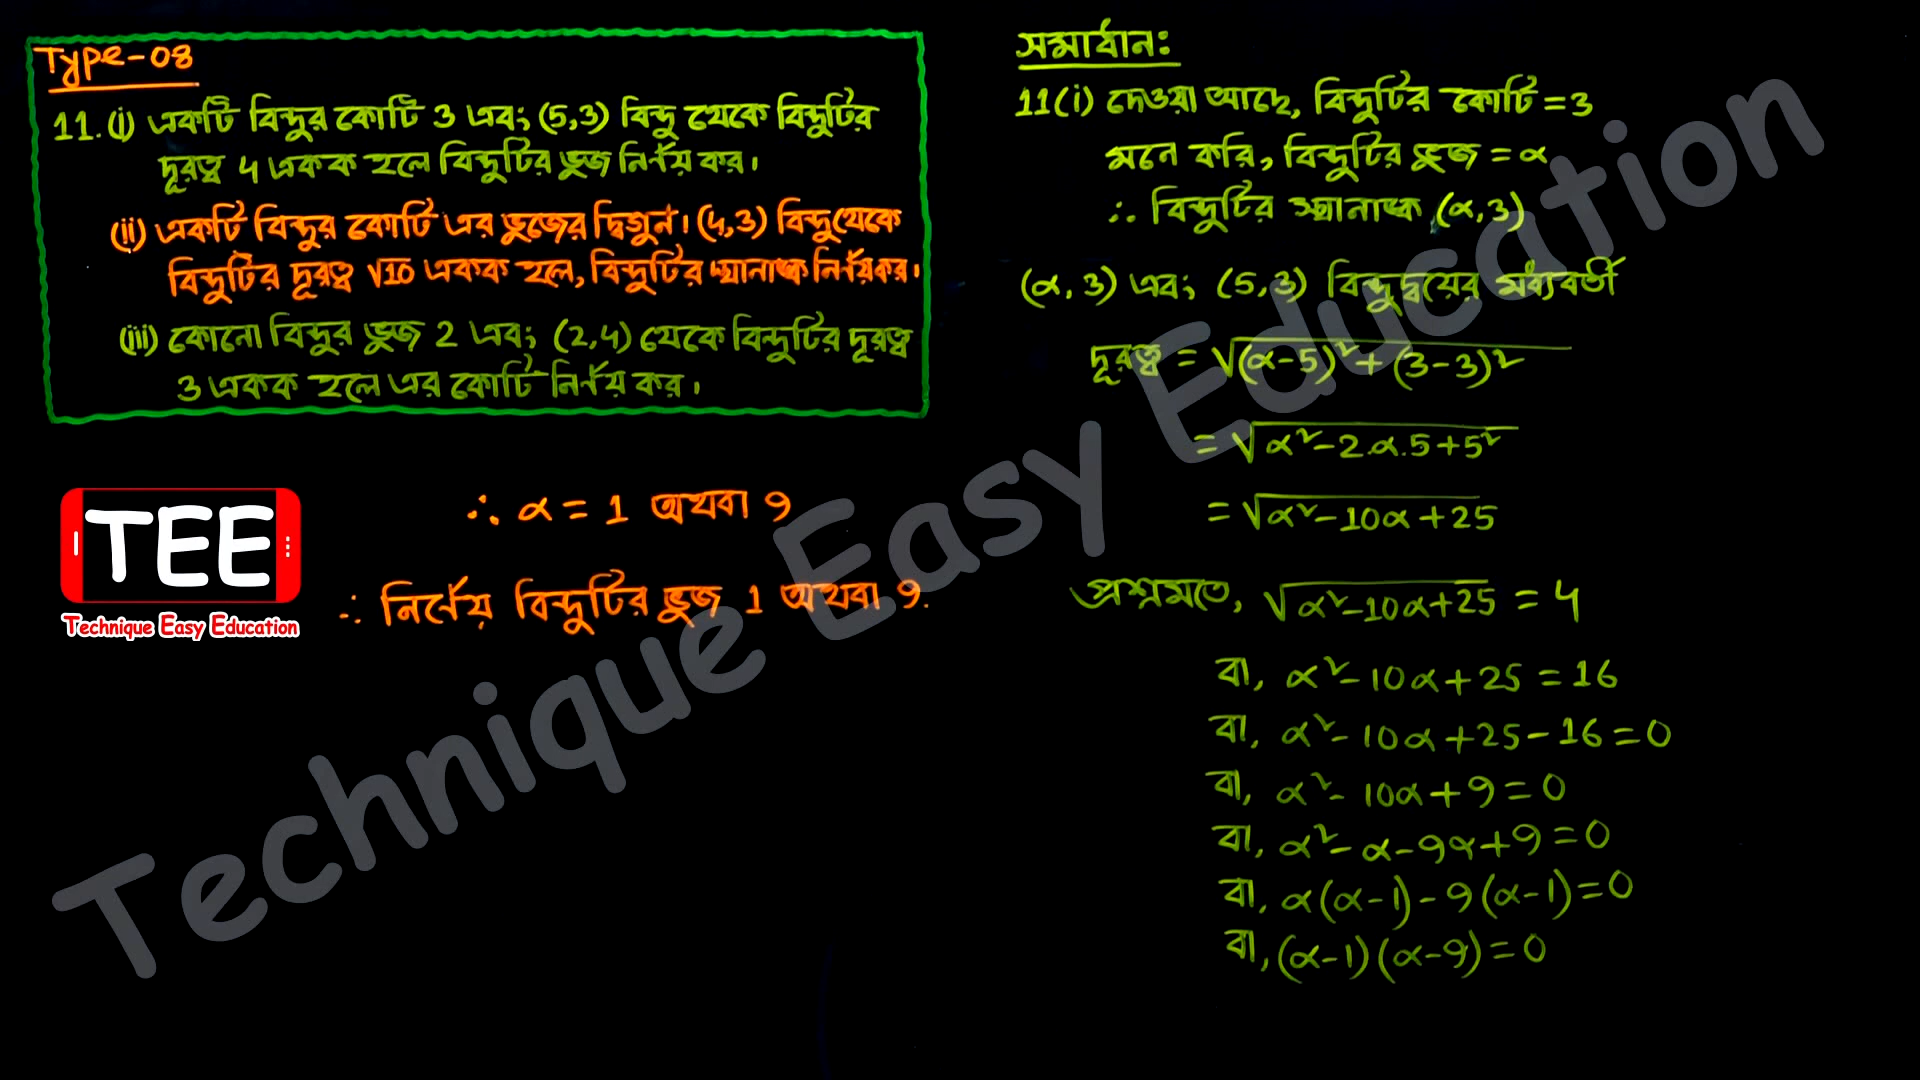 Type-08
11. (i) একটি বিন্দুর কোটি 3 এবং (5,3) বিন্দু থেকে বিন্দুটির
দূরত্ব 4 একক হলে বিন্দুটির ভুজ নির্ণয় কর।
(ii) একটি বিন্দুর কোটি এর ভুজের দ্বিগুন। (4,3) বিন্দু থেকে
বিন্দুটির দূরত্ব √10 একক হলে, বিন্দুটির স্থানাঙ্ক নির্ণয় কর।
(iii) কোনো বিন্দুর ভুজ 2 এবং (2,4) থেকে বিন্দুটির দূরত্ব
3 একক হলে এর কোটি নির্ণয় কর।
সমাধান:
11(i) দেওয়া আছে, বিন্দুটির কোটি = 3
মনে করি, বিন্দুটির ভুজ = α
∴ বিন্দুটির স্থানাঙ্ক (α,3)
(α, 3) এবং (5,3) বিন্দুদ্বয়ের মধ্যবর্তী
দূরত্ব = √(α-5)² + (3-3)²
= √α²-2.α.5+5²
= √α²-10α+25
প্রশ্নমতে, √α²-10α+25 = 4
বা, α²-10α+25 = 16
বা, α²-10α+25-16=0
বা, α²-10α+9=0
বা, α²-α-9α+9=0
বা, α(α-1)-9(α-1)=0
বা, (α-1)(α-9)=0
∴ α = 1 অথবা 9
∴ নির্ণেয় বিন্দুটির ভুজ 1 অথবা 9.
TEE
Technique Easy Education
Technique Easy Education